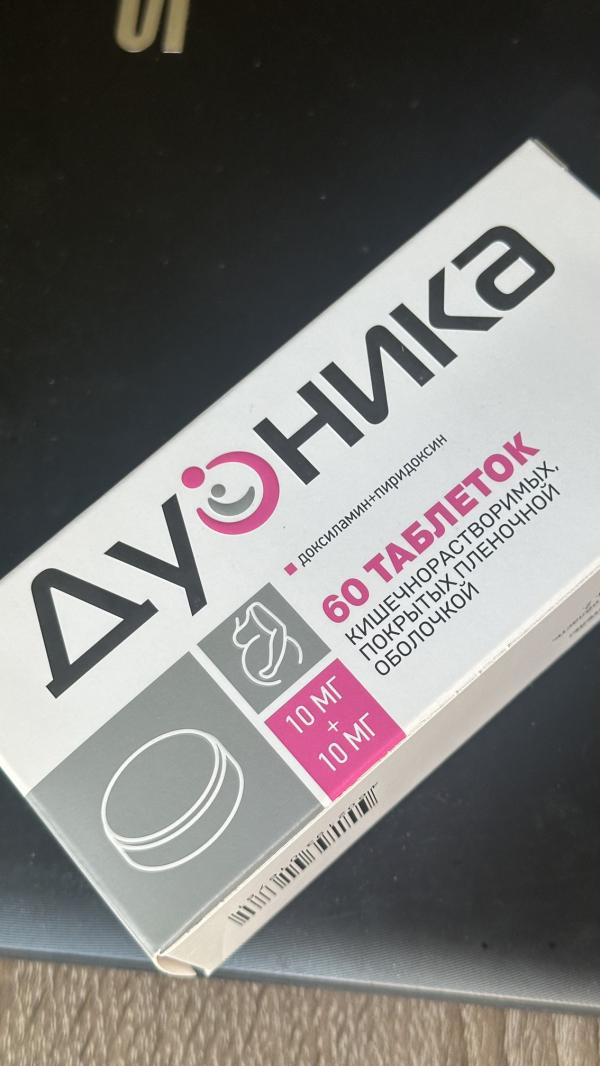 Дуоника
доксиламин+пиридоксин
60 ТАБЛЕТОК
КИШЕЧНОРАСТВОРИМЫХ,
ПОКРЫТЫХ ПЛЕНОЧНОЙ
ОБОЛОЧКОЙ
10 МГ
+
10 МГ